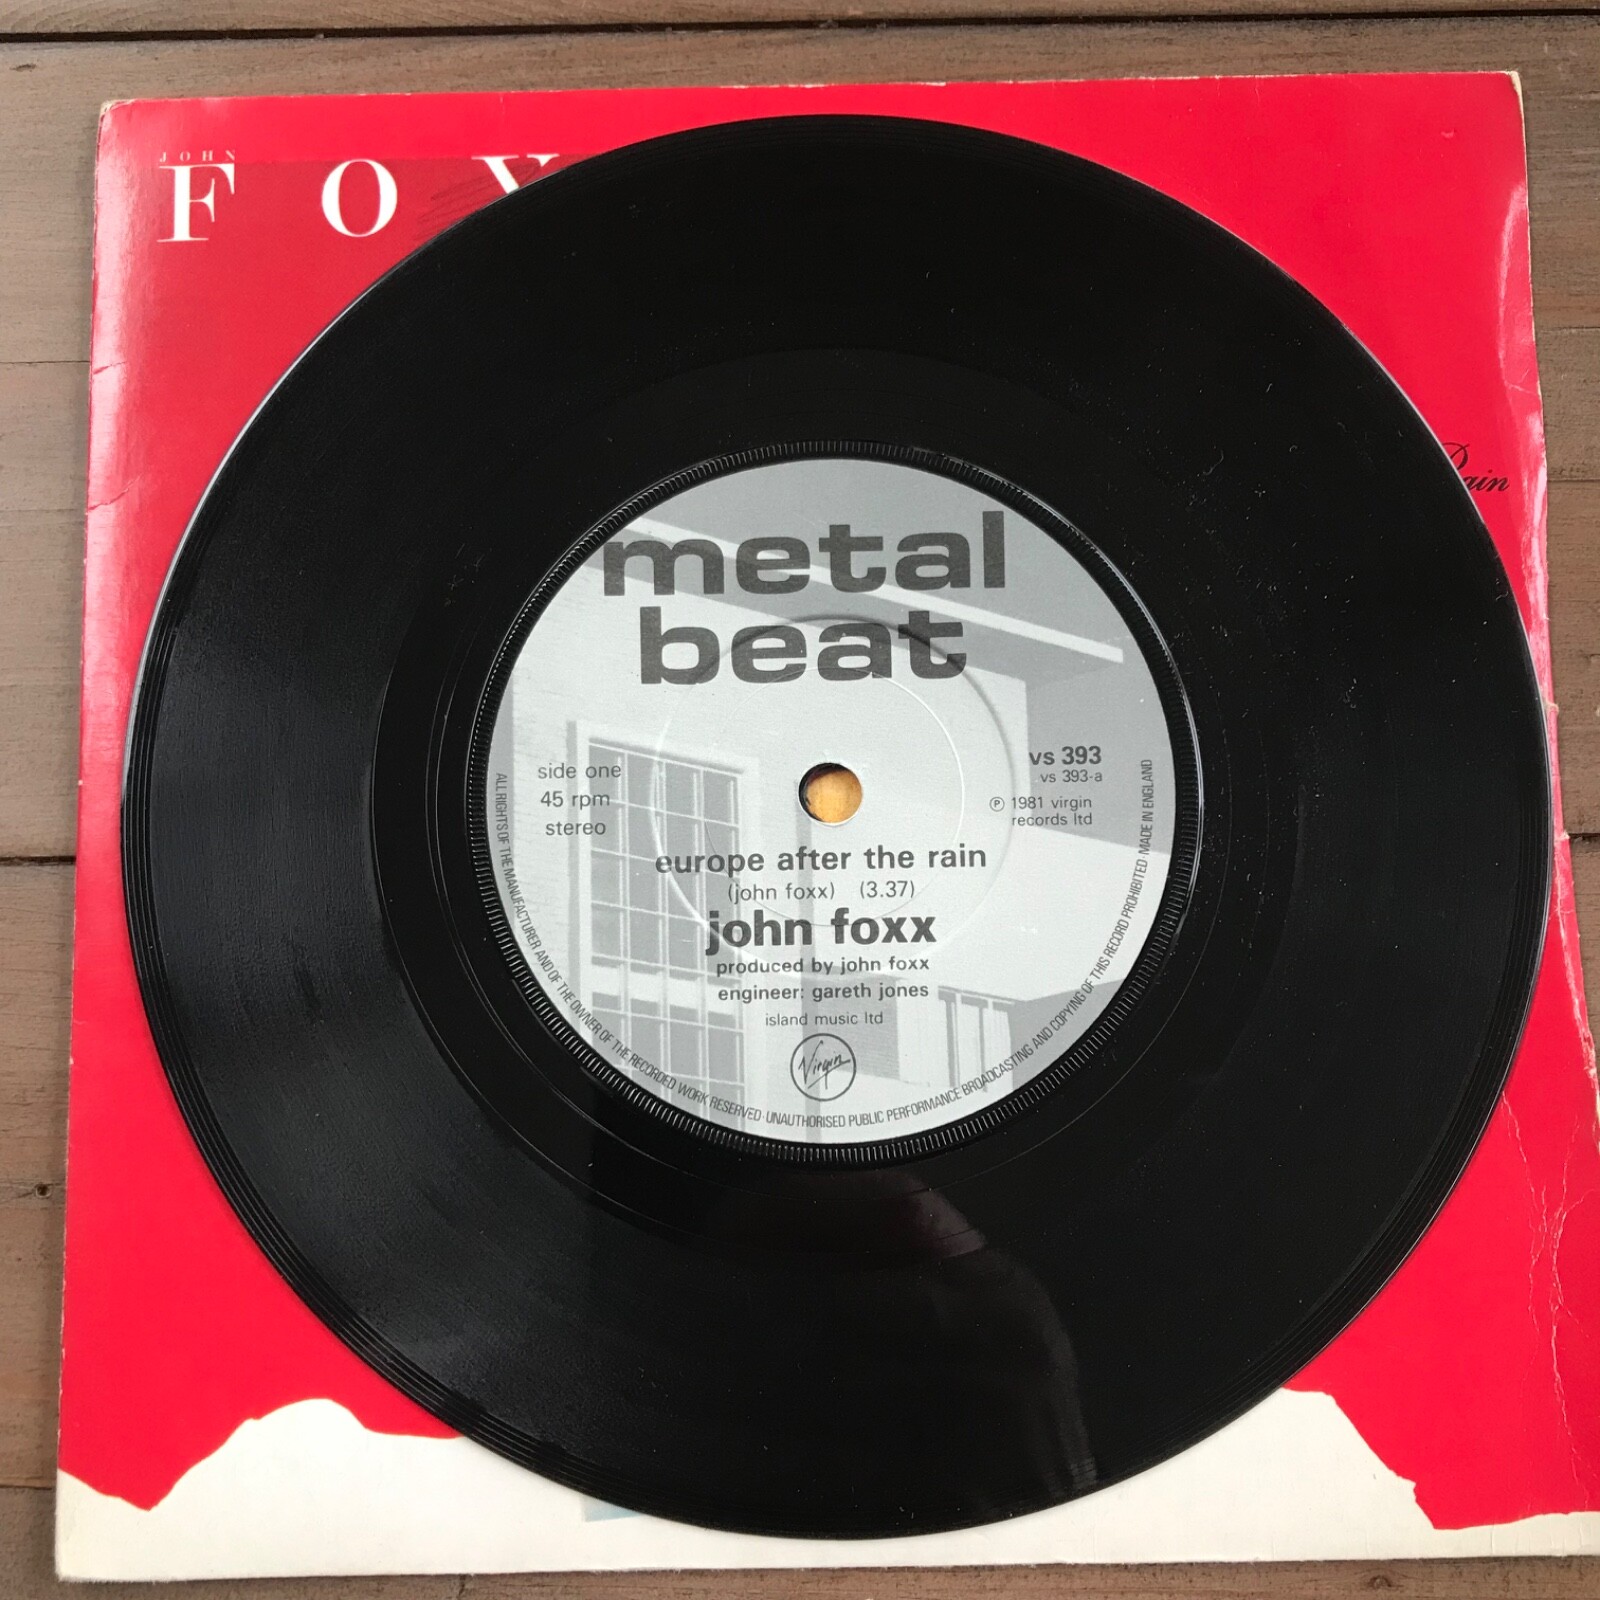 JOHN
FOX
Rain
metal
beat
side one
45 rpm
stereo
vs 393
vs 393-a
℗ 1981 virgin
records ltd
europe after the rain
(john foxx) (3.37)
john foxx
produced by john foxx
engineer: gareth jones
island music ltd
Virgin
ALL RIGHTS OF THE MANUFACTURER AND OF THE OWNER OF THE RECORDED WORK RESERVED · UNAUTHORISED PUBLIC PERFORMANCE BROADCASTING AND COPYING OF THIS RECORD PROHIBITED · MADE IN ENGLAND